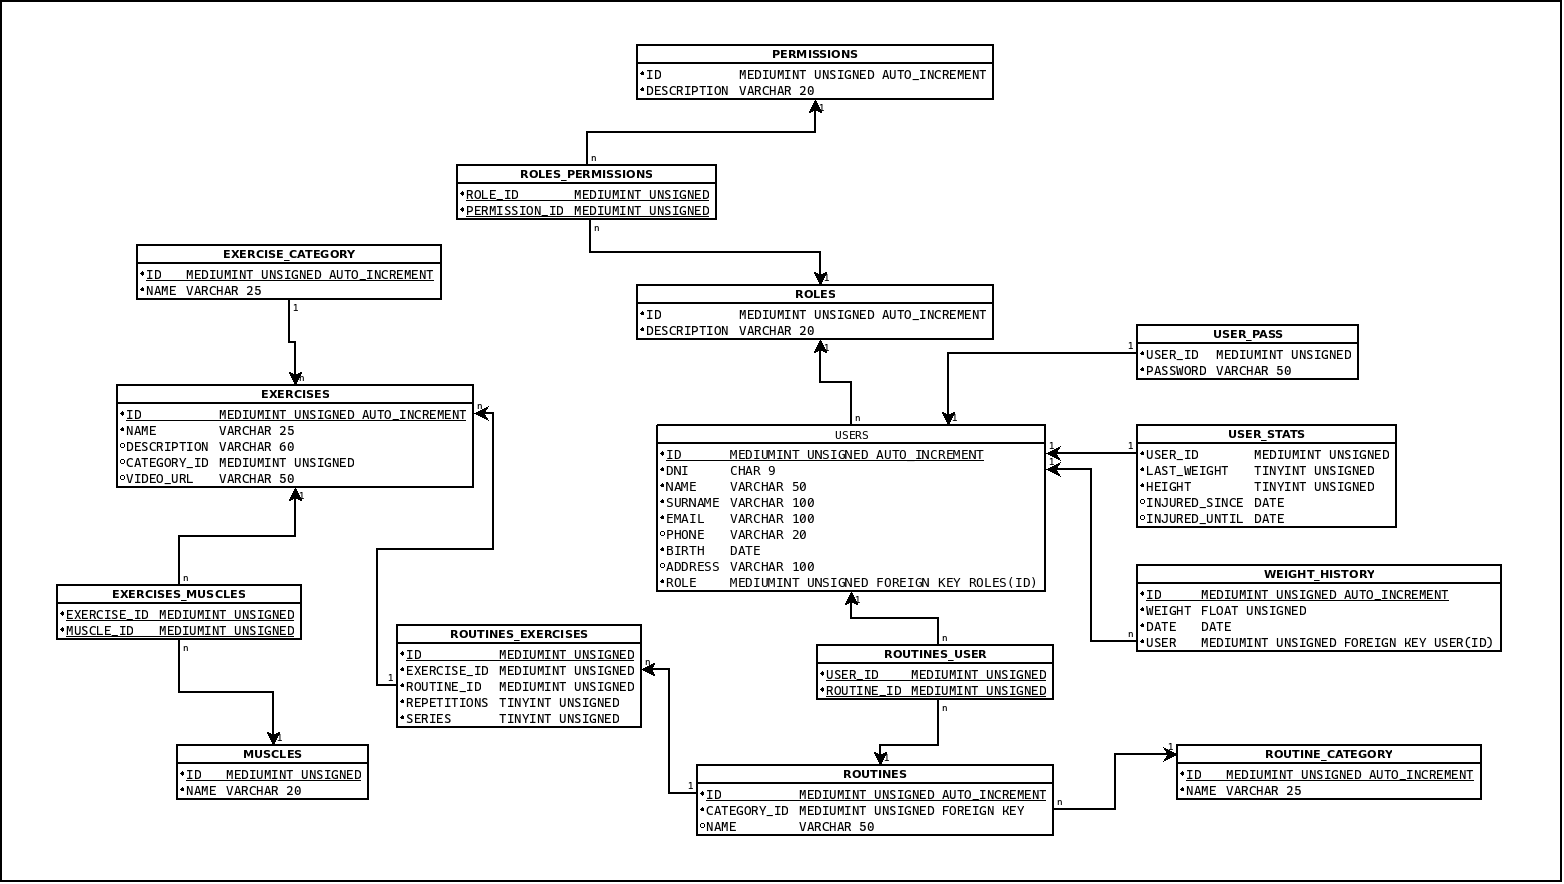 PERMISSIONS
ID MEDIUMINT UNSIGNED AUTO_INCREMENT
DESCRIPTION VARCHAR 20
1
n
ROLES_PERMISSIONS
ROLE_ID MEDIUMINT UNSIGNED
PERMISSION_ID MEDIUMINT UNSIGNED
n
1
EXERCISE_CATEGORY
ID MEDIUMINT UNSIGNED AUTO_INCREMENT
NAME VARCHAR 25
1
n
ROLES
ID MEDIUMINT UNSIGNED AUTO_INCREMENT
DESCRIPTION VARCHAR 20
1
n
USER_PASS
USER_ID MEDIUMINT UNSIGNED
PASSWORD VARCHAR 50
1
1
EXERCISES
ID MEDIUMINT UNSIGNED AUTO_INCREMENT
NAME VARCHAR 25
DESCRIPTION VARCHAR 60
CATEGORY_ID MEDIUMINT UNSIGNED
VIDEO_URL VARCHAR 50
n
1
n
USERS
ID MEDIUMINT UNSIGNED AUTO INCREMENT
DNI CHAR 9
NAME VARCHAR 50
SURNAME VARCHAR 100
EMAIL VARCHAR 100
PHONE VARCHAR 20
BIRTH DATE
ADDRESS VARCHAR 100
ROLE MEDIUMINT UNSIGNED FOREIGN KEY ROLES(ID)
1
1
1
USER_STATS
USER_ID MEDIUMINT UNSIGNED
LAST_WEIGHT TINYINT UNSIGNED
HEIGHT TINYINT UNSIGNED
INJURED_SINCE DATE
INJURED_UNTIL DATE
WEIGHT_HISTORY
ID MEDIUMINT UNSIGNED AUTO_INCREMENT
WEIGHT FLOAT UNSIGNED
DATE DATE
USER MEDIUMINT UNSIGNED FOREIGN KEY USER(ID)
n
EXERCISES_MUSCLES
EXERCISE_ID MEDIUMINT UNSIGNED
MUSCLE_ID MEDIUMINT UNSIGNED
n
1
ROUTINES_EXERCISES
ID MEDIUMINT UNSIGNED
EXERCISE_ID MEDIUMINT UNSIGNED
ROUTINE_ID MEDIUMINT UNSIGNED
REPETITIONS TINYINT UNSIGNED
SERIES TINYINT UNSIGNED
1
n
1
n
ROUTINES_USER
USER_ID MEDIUMINT UNSIGNED
ROUTINE_ID MEDIUMINT UNSIGNED
n
1
MUSCLES
ID MEDIUMINT UNSIGNED
NAME VARCHAR 20
ROUTINES
ID MEDIUMINT UNSIGNED AUTO_INCREMENT
CATEGORY_ID MEDIUMINT UNSIGNED FOREIGN KEY
NAME VARCHAR 50
1
n
1
ROUTINE_CATEGORY
ID MEDIUMINT UNSIGNED AUTO_INCREMENT
NAME VARCHAR 25